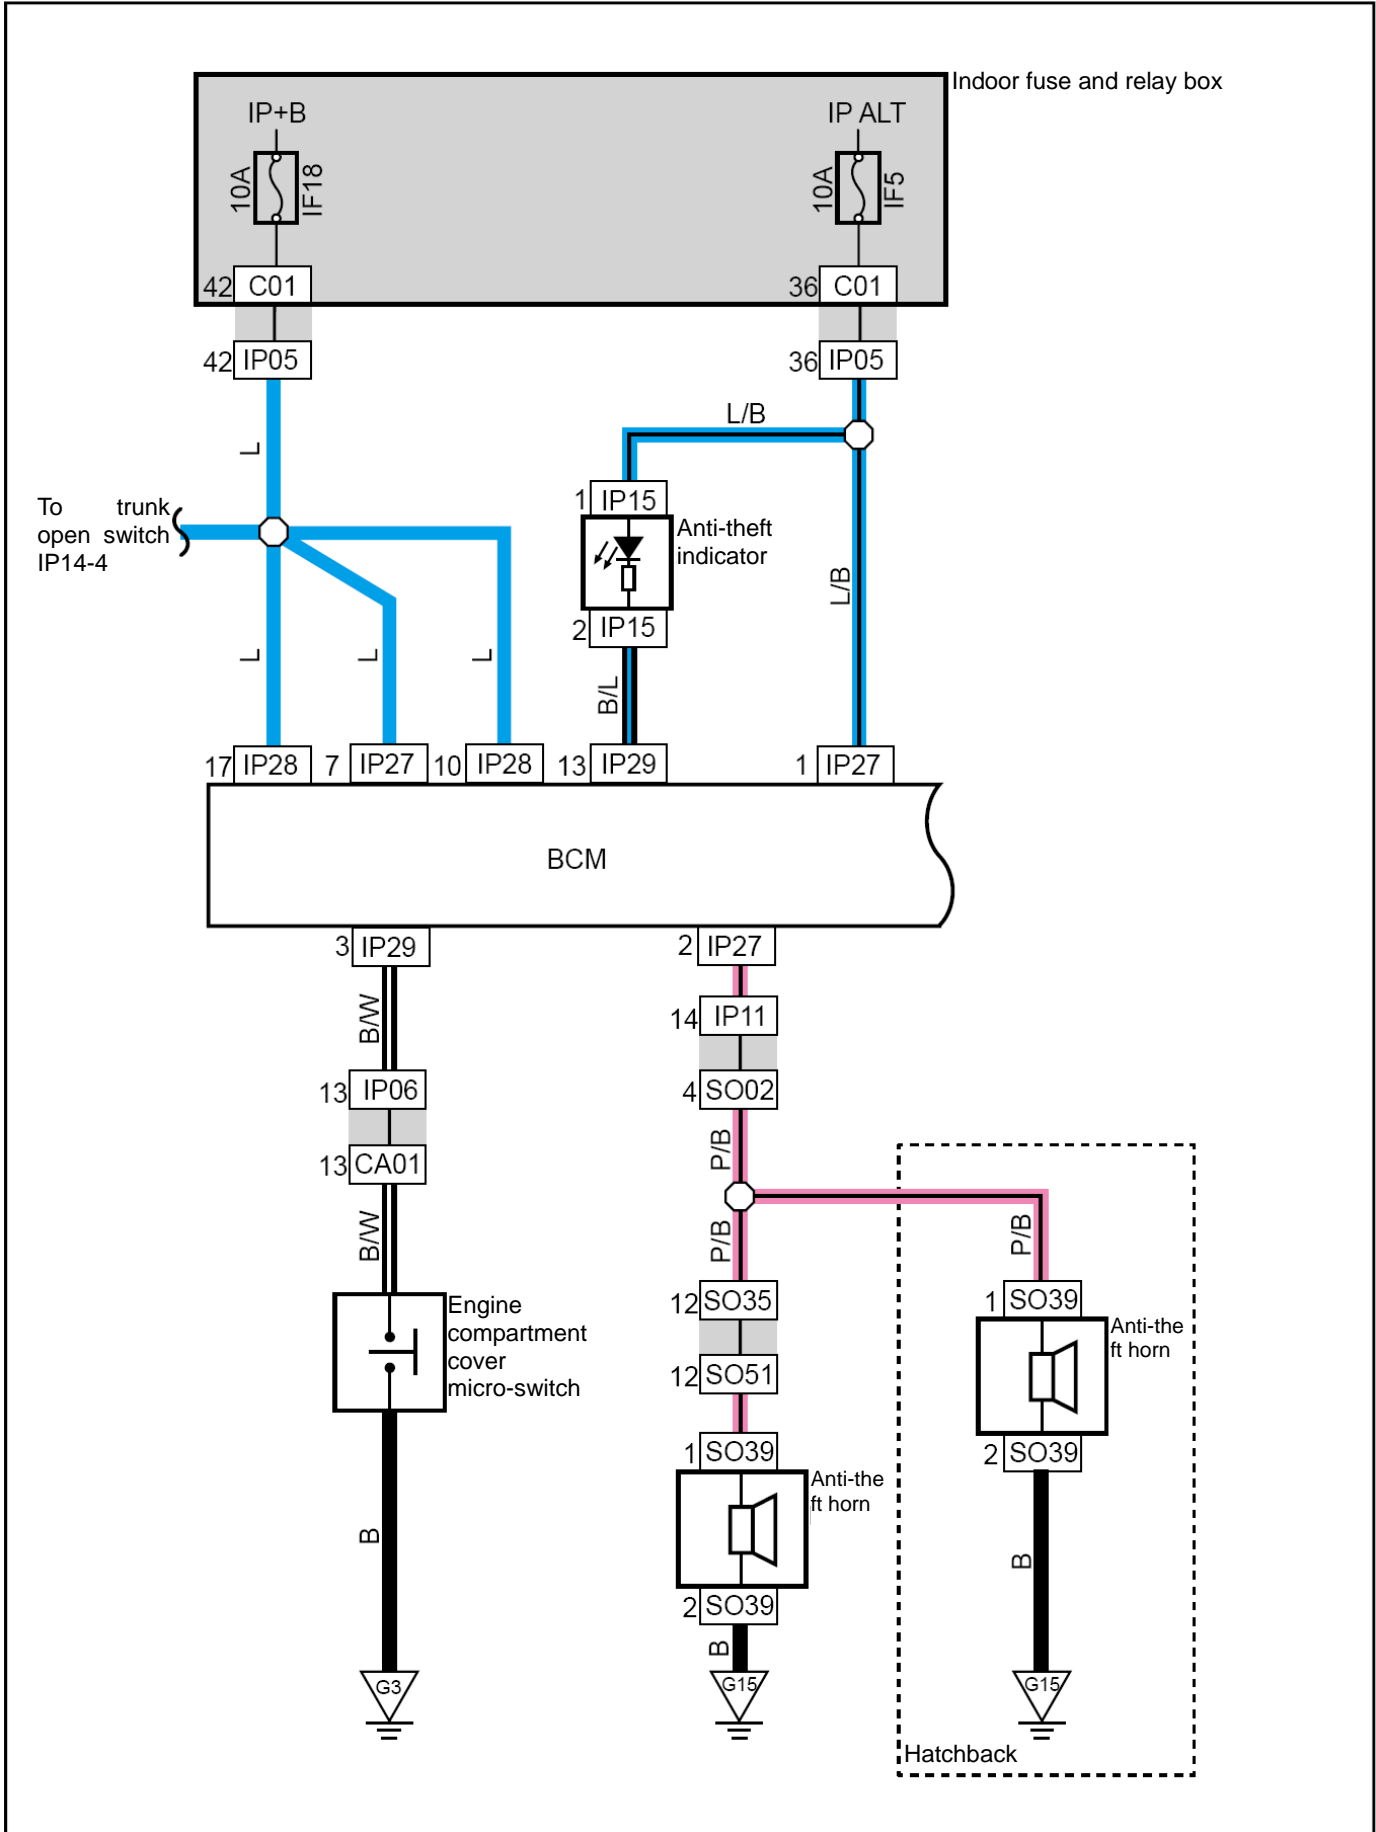 Indoor fuse and relay box
IP+B
IP ALT
10A
IF18
10A
IF5
42 C01
36 C01
42 IP05
36 IP05
L/B
L
To trunk
open switch
IP14-4
1 IP15
Anti-theft
indicator
2 IP15
L/B
L
L
L
B/L
17 IP28
7 IP27
10 IP28
13 IP29
1 IP27
BCM
3 IP29
2 IP27
B/W
14 IP11
13 IP06
4 SO02
P/B
13 CA01
B/W
P/B
P/B
Engine
compartment
cover
micro-switch
12 SO35
1 SO39
Anti-the
ft horn
12 SO51
1 SO39
2 SO39
Anti-the
ft horn
B
B
2 SO39
B
G3
G15
G15
Hatchback